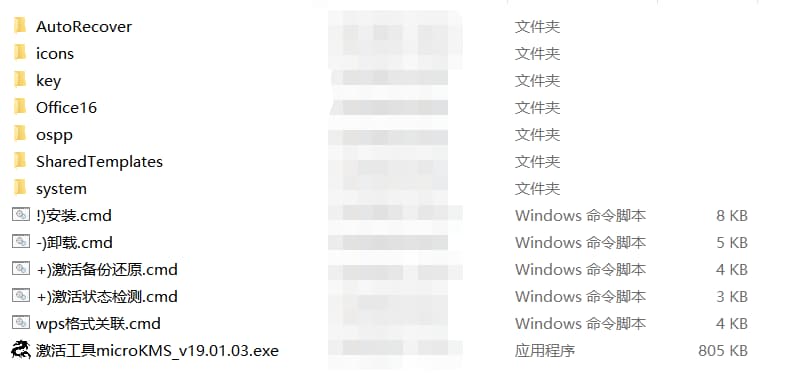 AutoRecover 文件夹
icons 文件夹
key 文件夹
Office16 文件夹
ospp 文件夹
SharedTemplates 文件夹
system 文件夹
!)安装.cmd Windows 命令脚本 8 KB
-)卸载.cmd Windows 命令脚本 5 KB
+)激活备份还原.cmd Windows 命令脚本 4 KB
+)激活状态检测.cmd Windows 命令脚本 3 KB
wps格式关联.cmd Windows 命令脚本 4 KB
激活工具microKMS_v19.01.03.exe 应用程序 805 KB